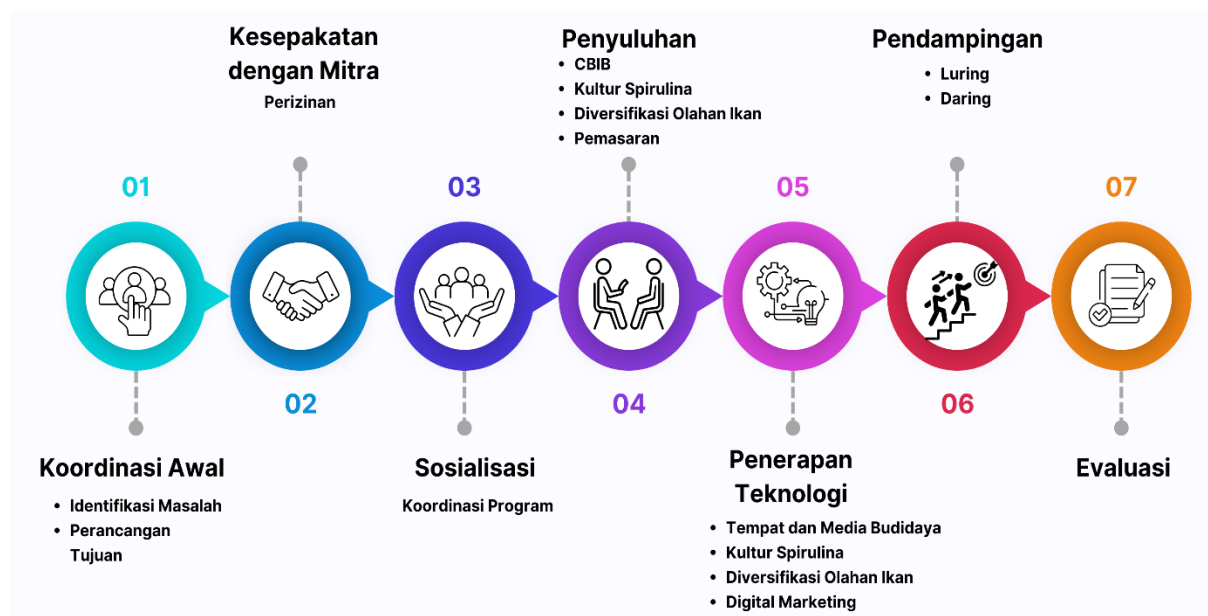 01
Koordinasi Awal
• Identifikasi Masalah
• Perancangan
Tujuan
Kesepakatan
dengan Mitra
Perizinan
02
03
Sosialisasi
Koordinasi Program
Penyuluhan
• CBIB
• Kultur Spirulina
• Diversifikasi Olahan Ikan
• Pemasaran
04
05
Penerapan
Teknologi
• Tempat dan Media Budidaya
• Kultur Spirulina
• Diversifikasi Olahan Ikan
• Digital Marketing
Pendampingan
• Luring
• Daring
06
07
Evaluasi